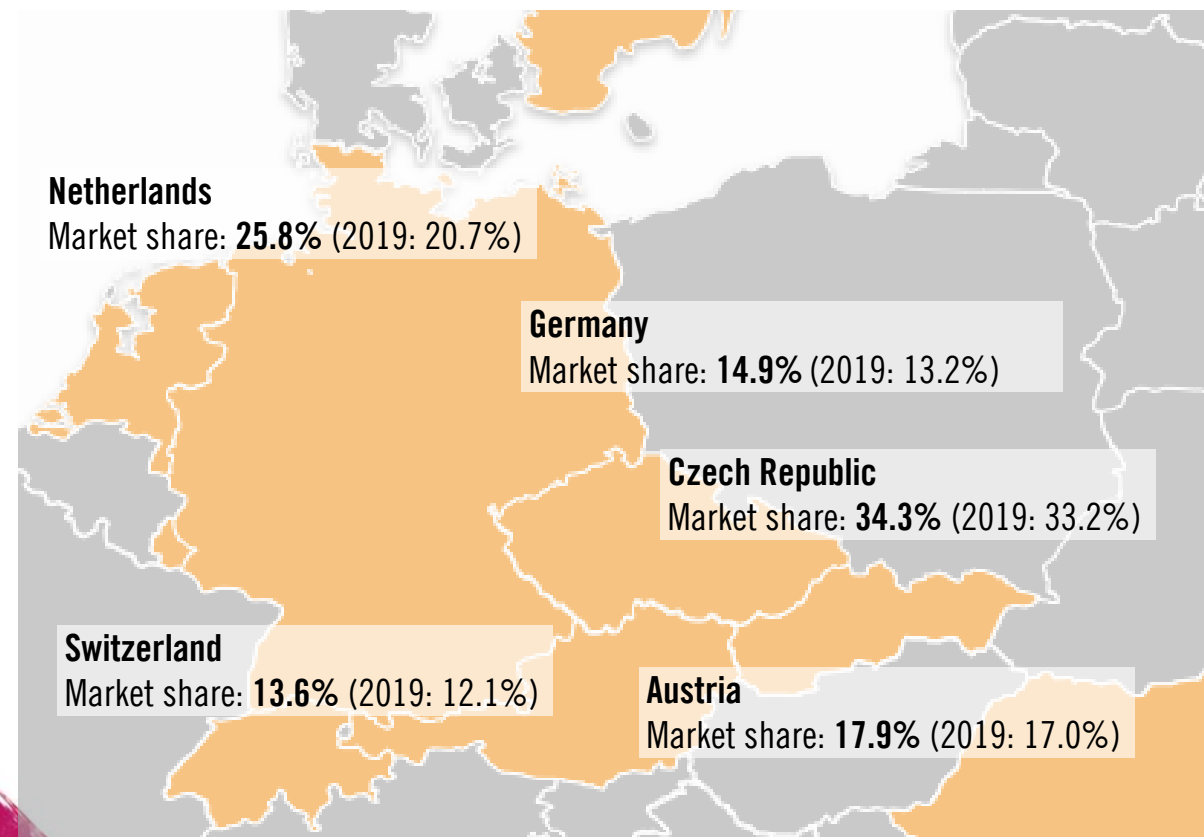 Netherlands
Market share: 25.8% (2019: 20.7%)
Germany
Market share: 14.9% (2019: 13.2%)
Czech Republic
Market share: 34.3% (2019: 33.2%)
Switzerland
Market share: 13.6% (2019: 12.1%)
Austria
Market share: 17.9% (2019: 17.0%)